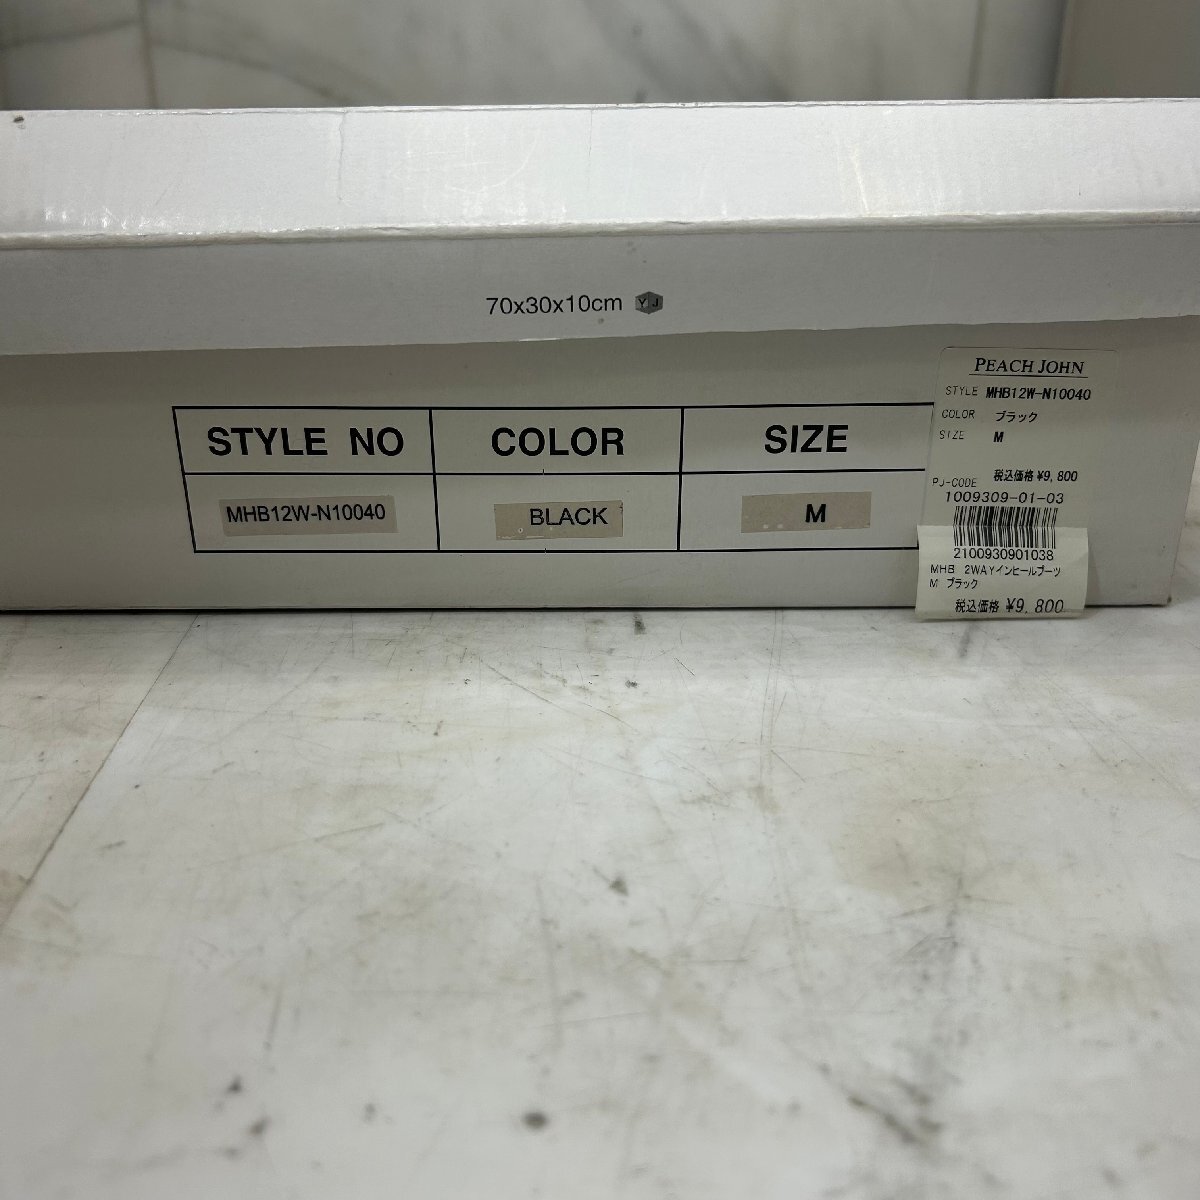 70x30x10cm YJ
STYLE NO COLOR SIZE
MHB12W-N10040 BLACK M
PEACH JOHN
STYLE MHB12W-N10040
COLOR ブラック
SIZE M
税込価格 ¥9,800
PJ-CODE
1009309-01-03
2100930901038
MHB 2WAYインヒールブーツ
M ブラック
税込価格 ¥9,800